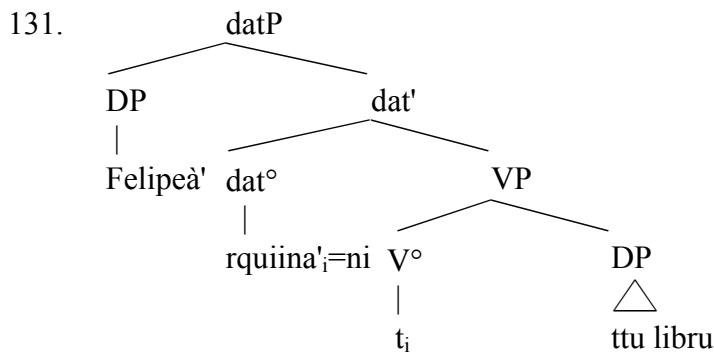 131. datP
DP dat'
Felipeà' dat° VP
rquiina'ᵢ=ni V° DP
tᵢ ttu libru